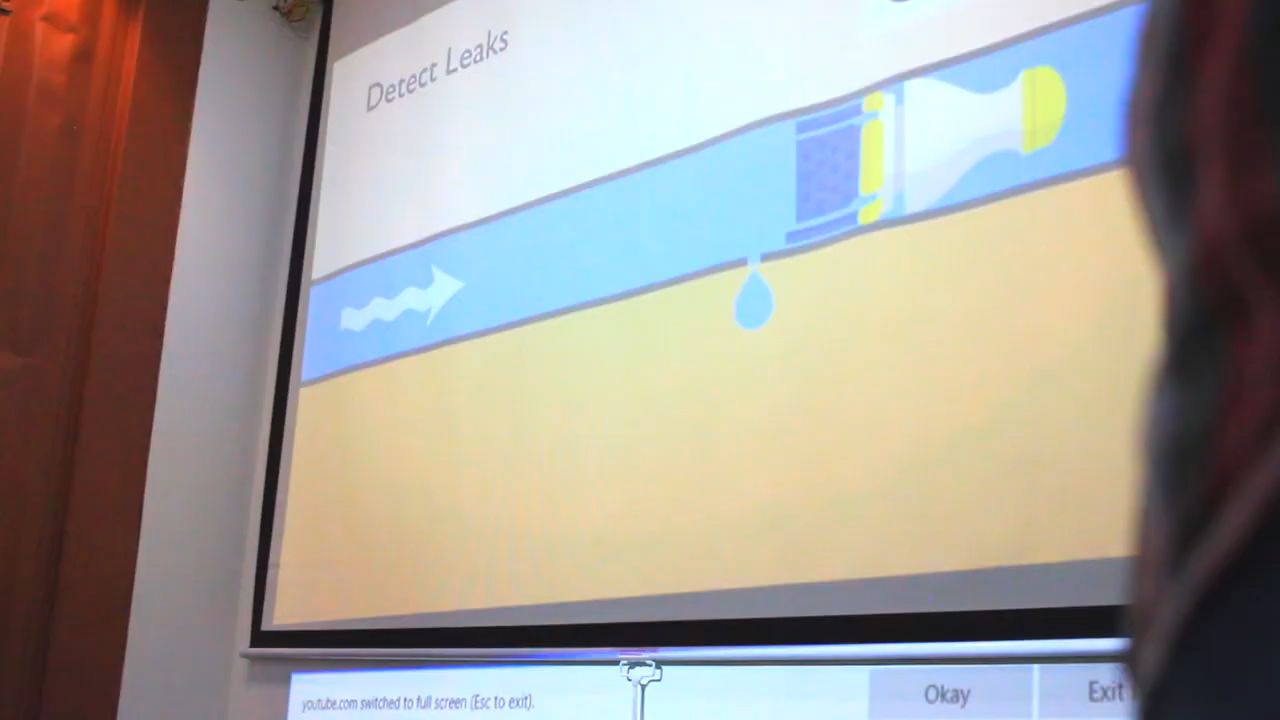 Detect Leaks
youtube.com switched to full screen (Esc to exit).
Okay
Exit